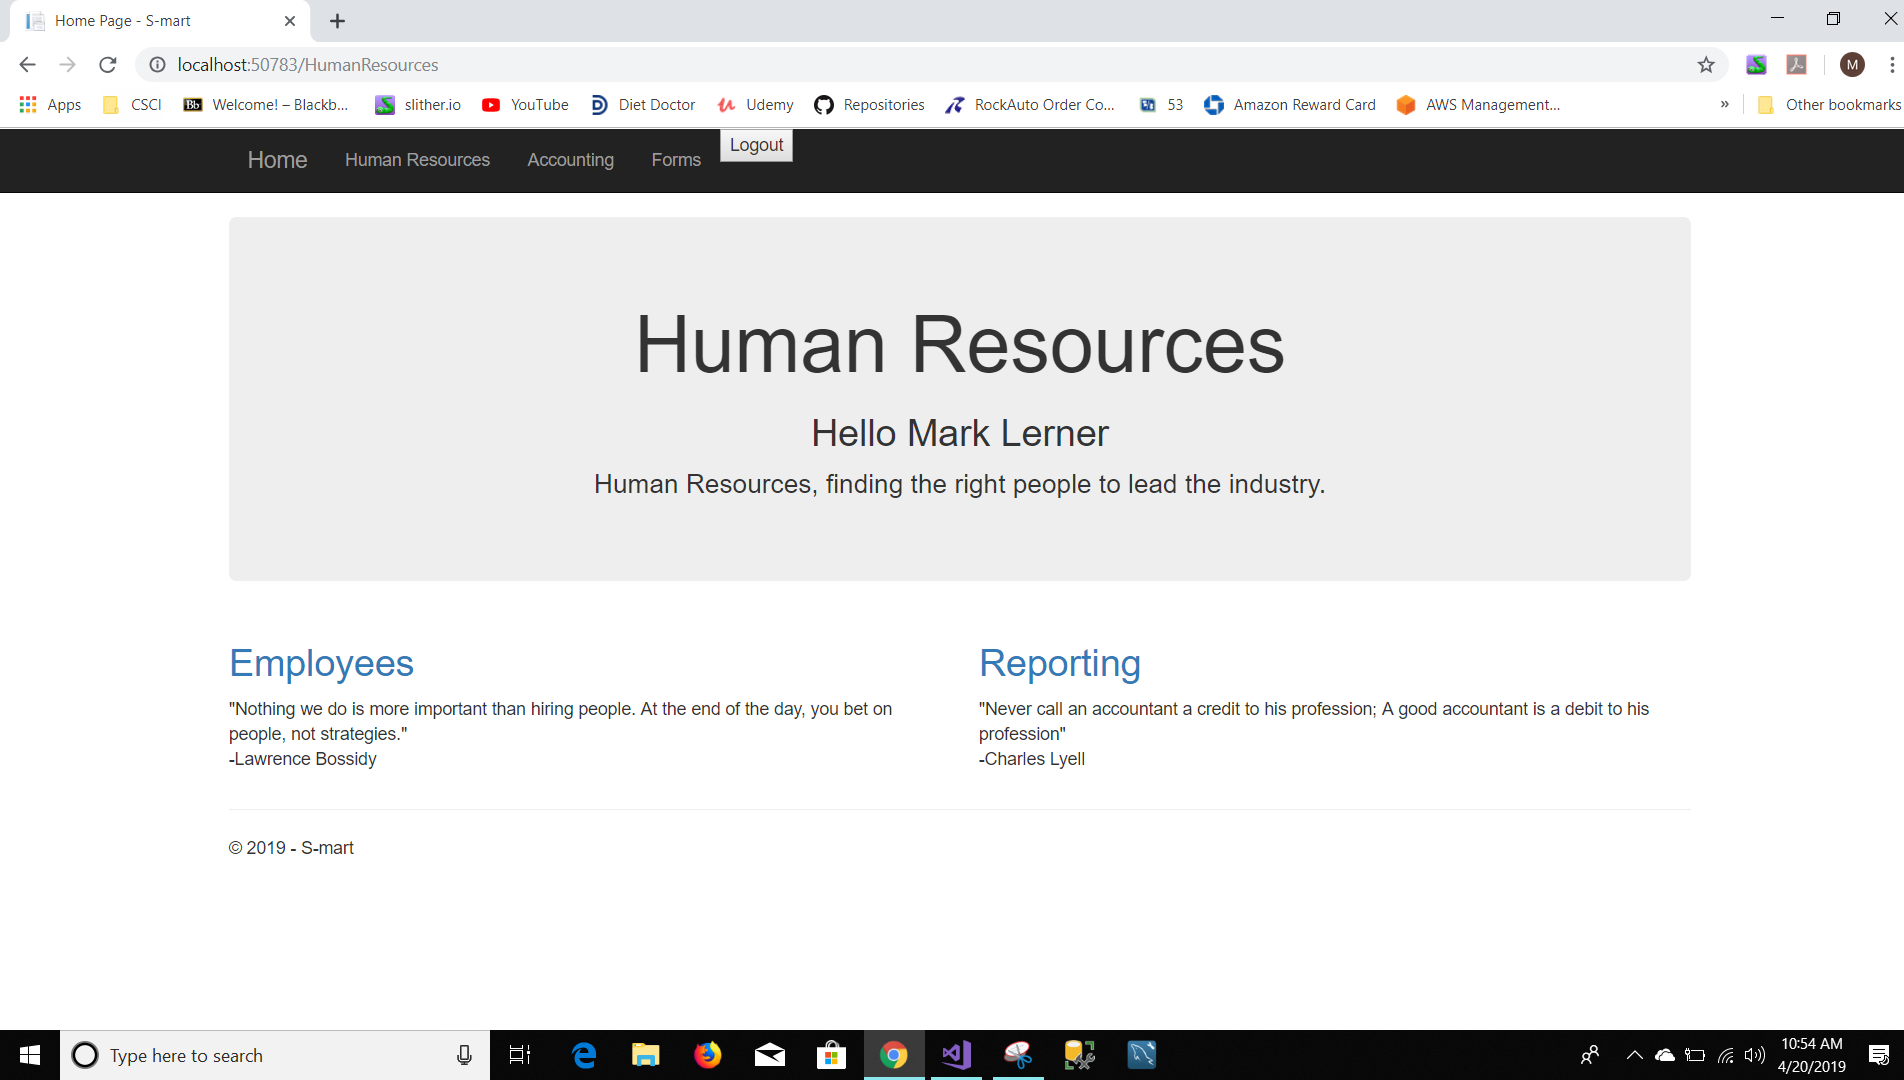 Home Page - S-mart
localhost:50783/HumanResources
M
Apps CSCI Bb Welcome! – Blackb... slither.io YouTube Diet Doctor Udemy Repositories RockAuto Order Co... 53 Amazon Reward Card AWS Management... » Other bookmarks
Home Human Resources Accounting Forms Logout
Human Resources
Hello Mark Lerner
Human Resources, finding the right people to lead the industry.
Employees
"Nothing we do is more important than hiring people. At the end of the day, you bet on
people, not strategies."
-Lawrence Bossidy
Reporting
"Never call an accountant a credit to his profession; A good accountant is a debit to his
profession"
-Charles Lyell
© 2019 - S-mart
Type here to search
10:54 AM
4/20/2019